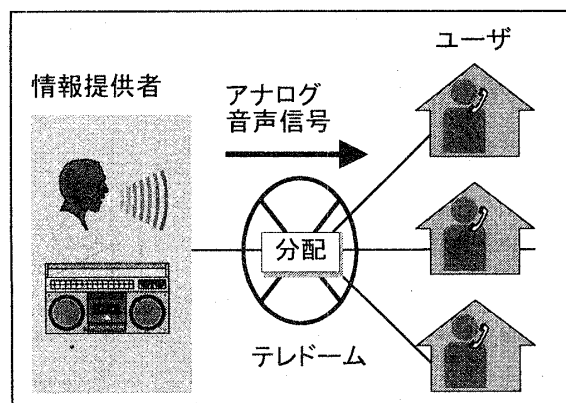 情報提供者
アナログ
音声信号
ユーザ
分配
テレドーム